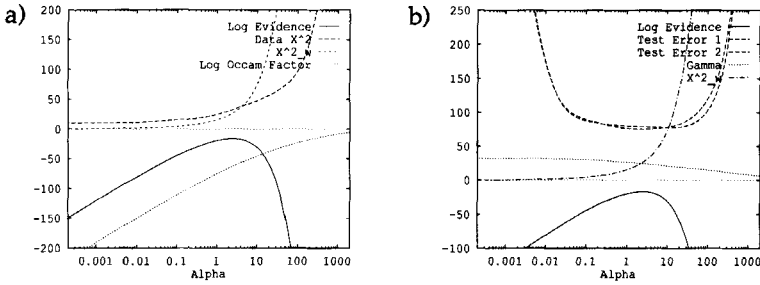 a)
200
150
100
50
0
-50
-100
-150
-200
Log Evidence
Data X^2
X^2_W
Log Occam Factor
0.001 0.01 0.1 1 10 100 1000
Alpha
b)
250
200
150
100
50
0
-50
-100
Log Evidence
Test Error 1
Test Error 2
Gamma
X^2_W
0.001 0.01 0.1 1 10 100 1000
Alpha